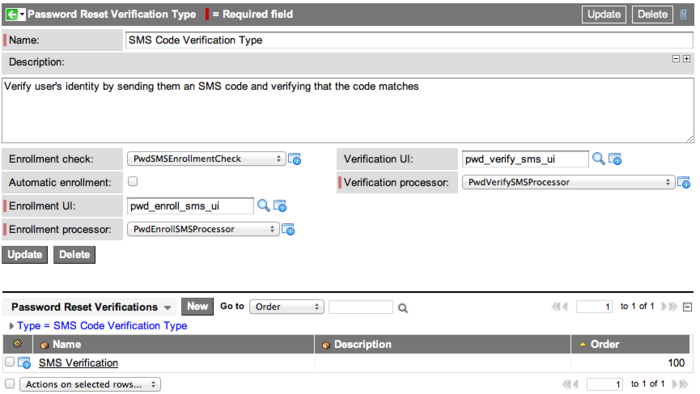 Password Reset Verification Type = Required field Update Delete
Name: SMS Code Verification Type
Description:
Verify user's identity by sending them an SMS code and verifying that the code matches
Enrollment check: PwdSMSEnrollmentCheck Verification UI: pwd_verify_sms_ui
Automatic enrollment: Verification processor: PwdVerifySMSProcessor
Enrollment UI: pwd_enroll_sms_ui
Enrollment processor: PwdEnrollSMSProcessor
Update Delete
Password Reset Verifications New Go to Order 1 to 1 of 1
Type = SMS Code Verification Type
Name Description Order
SMS Verification 100
Actions on selected rows... 1 to 1 of 1